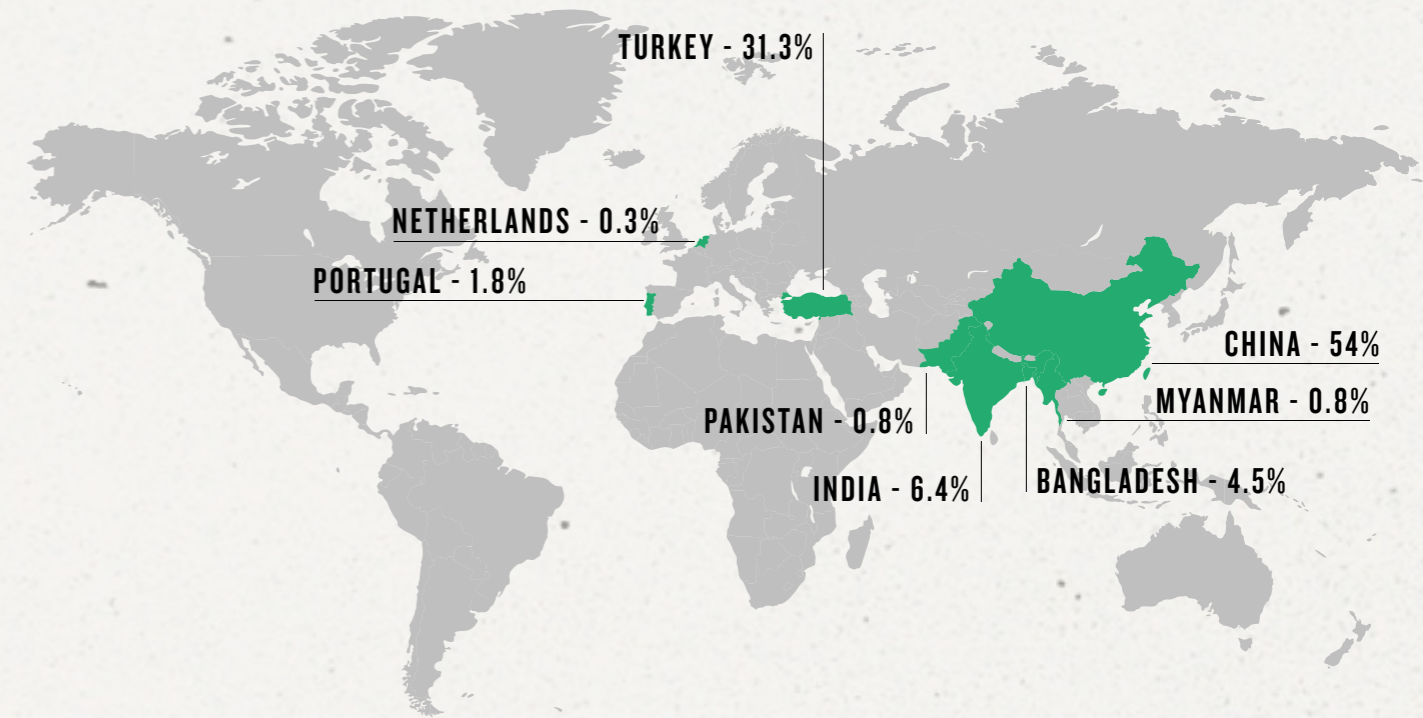 TURKEY - 31.3%
NETHERLANDS - 0.3%
PORTUGAL - 1.8%
CHINA - 54%
MYANMAR - 0.8%
PAKISTAN - 0.8%
INDIA - 6.4%
BANGLADESH - 4.5%